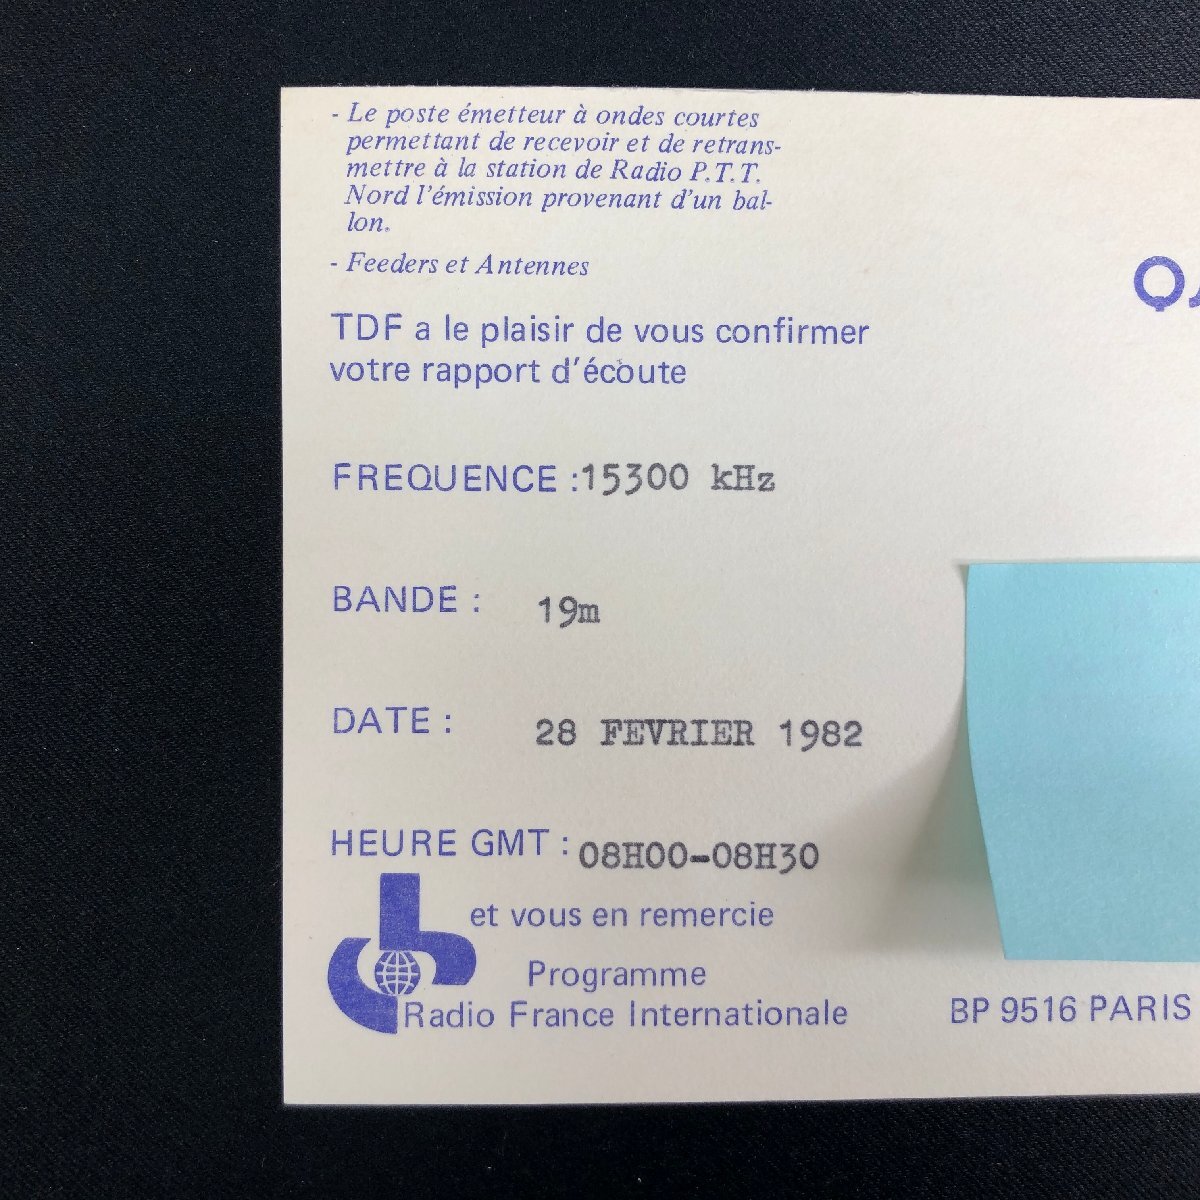 - Le poste émetteur à ondes courtes
permettant de recevoir et de retrans-
mettre à la station de Radio P.T.T.
Nord l'émission provenant d'un bal-
lon.
- Feeders et Antennes
TDF a le plaisir de vous confirmer
votre rapport d'écoute
FREQUENCE :15300 kHz
BANDE : 19m
DATE : 28 FEVRIER 1982
HEURE GMT : 08H00-08H30
et vous en remercie
Programme
Radio France Internationale
BP 9516 PARIS